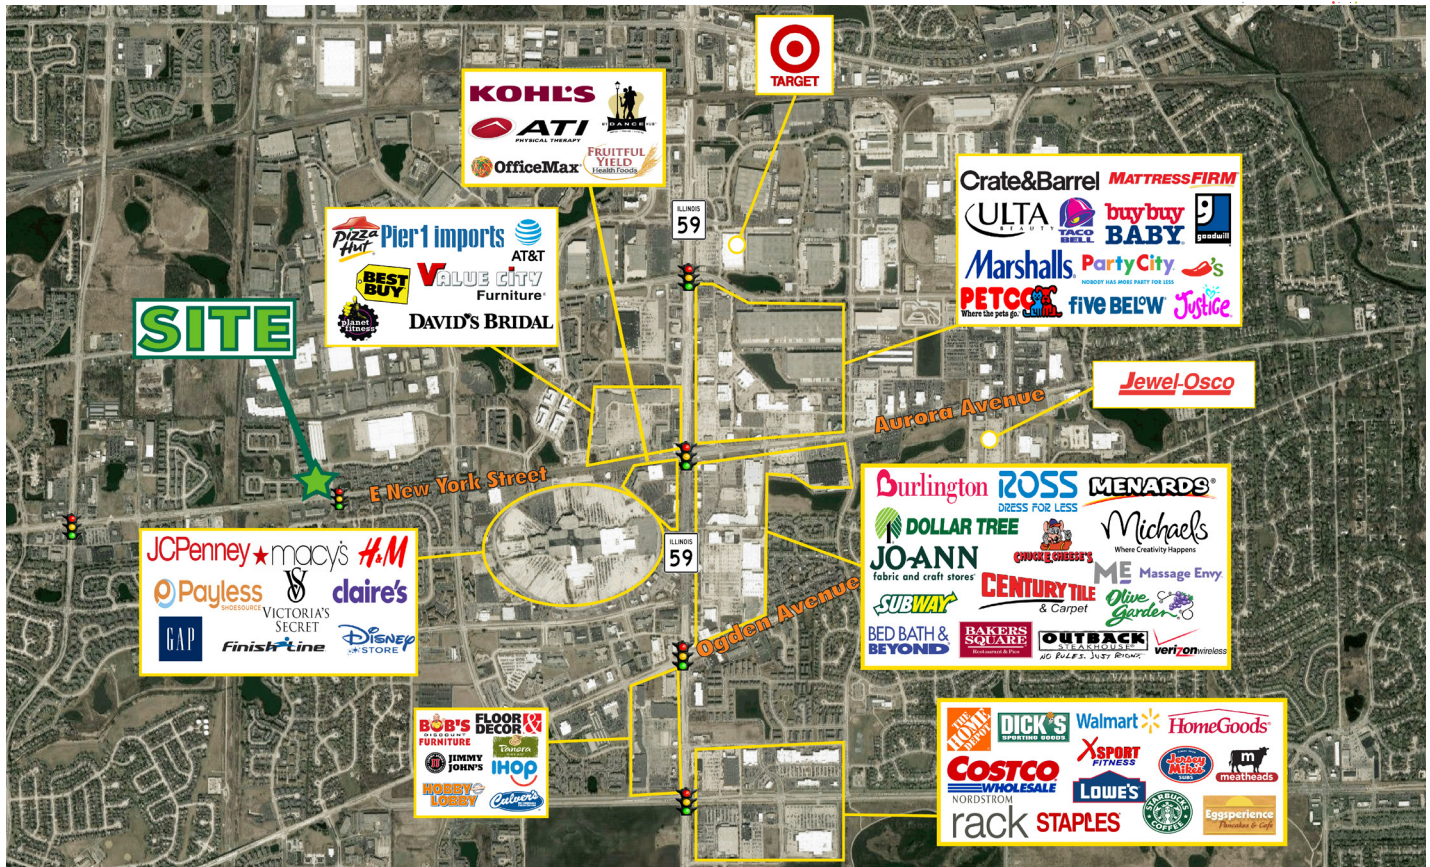 TARGET
KOHL'S
ATI
PHYSICAL THERAPY
DANCE
OfficeMax
FRUITFUL
YIELD
Health Foods
ILLINOIS
59
Crate&Barrel
MATTRESSFIRM
ULTA
BEAUTY
TACO
BELL
buybuy
BABY
goodwill
Marshalls
Party City
NOBODY HAS MORE PARTY FOR LESS
's
PETCO
Where the pets go.
five BELOW
Justice
Pizza
Hut
Pier 1 imports
AT&T
BEST
BUY
VALUE CITY
Furniture
planet
fitness
DAVID'S BRIDAL
SITE
Jewel-Osco
Aurora Avenue
E New York Street
JCPenney
macy's
H&M
Payless
SHOESOURCE
VS
VICTORIA'S
SECRET
claire's
GAP
Finish Line
Disney
STORE
ILLINOIS
59
Burlington
ROSS
DRESS FOR LESS
MENARDS
DOLLAR TREE
CHUCK E CHEESE'S
Michaels
Where Creativity Happens
JO-ANN
fabric and craft stores
CENTURY TILE
& Carpet
ME Massage Envy
SUBWAY
Olive
Garden
BED BATH &
BEYOND
BAKERS
SQUARE
Restaurant & Pies
OUTBACK
STEAKHOUSE
NO RULES. JUST RIGHT.
verizon wireless
Ogden Avenue
BOB'S
DISCOUNT
FURNITURE
FLOOR &
DECOR
Panera
BREAD
JIMMY
JOHN'S
IHOP
HOBBY
LOBBY
Culver's
THE
HOME
DEPOT
DICK'S
SPORTING GOODS
Walmart
HomeGoods
COSTCO
WHOLESALE
XSPORT
FITNESS
Jersey
Mike's
SUBS
m
meatheads
LOWE'S
NORDSTROM
rack
STAPLES
STARBUCKS
COFFEE
Eggsperience
Pancakes & Cafe